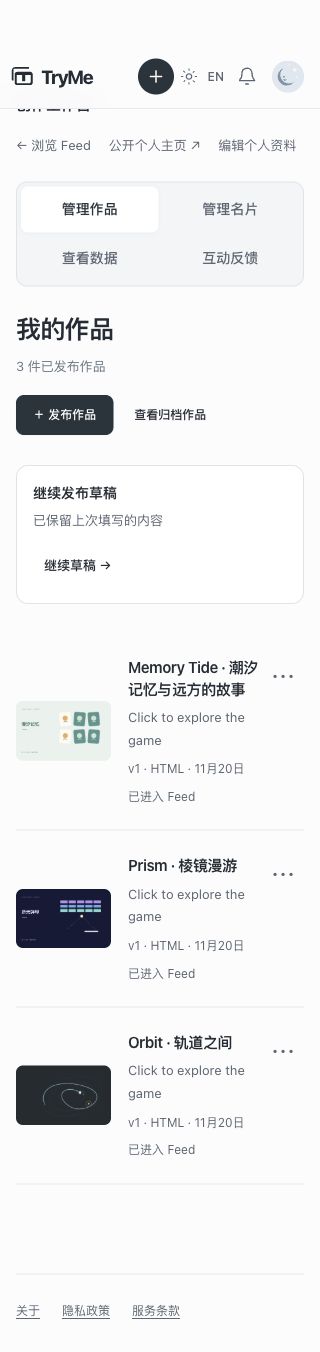 TryMe
EN
← 浏览 Feed 公开个人主页 ↗ 编辑个人资料
管理作品 管理名片
查看数据 互动反馈
我的作品
3 件已发布作品
+ 发布作品 查看归档作品
继续发布草稿
已保留上次填写的内容
继续草稿 →
Memory Tide · 潮汐
记忆与远方的故事
Click to explore the
game
v1 · HTML · 11月20日
已进入 Feed
Prism · 棱镜漫游
Click to explore the
game
v1 · HTML · 11月20日
已进入 Feed
Orbit · 轨道之间
Click to explore the
game
v1 · HTML · 11月20日
已进入 Feed
关于 隐私政策 服务条款